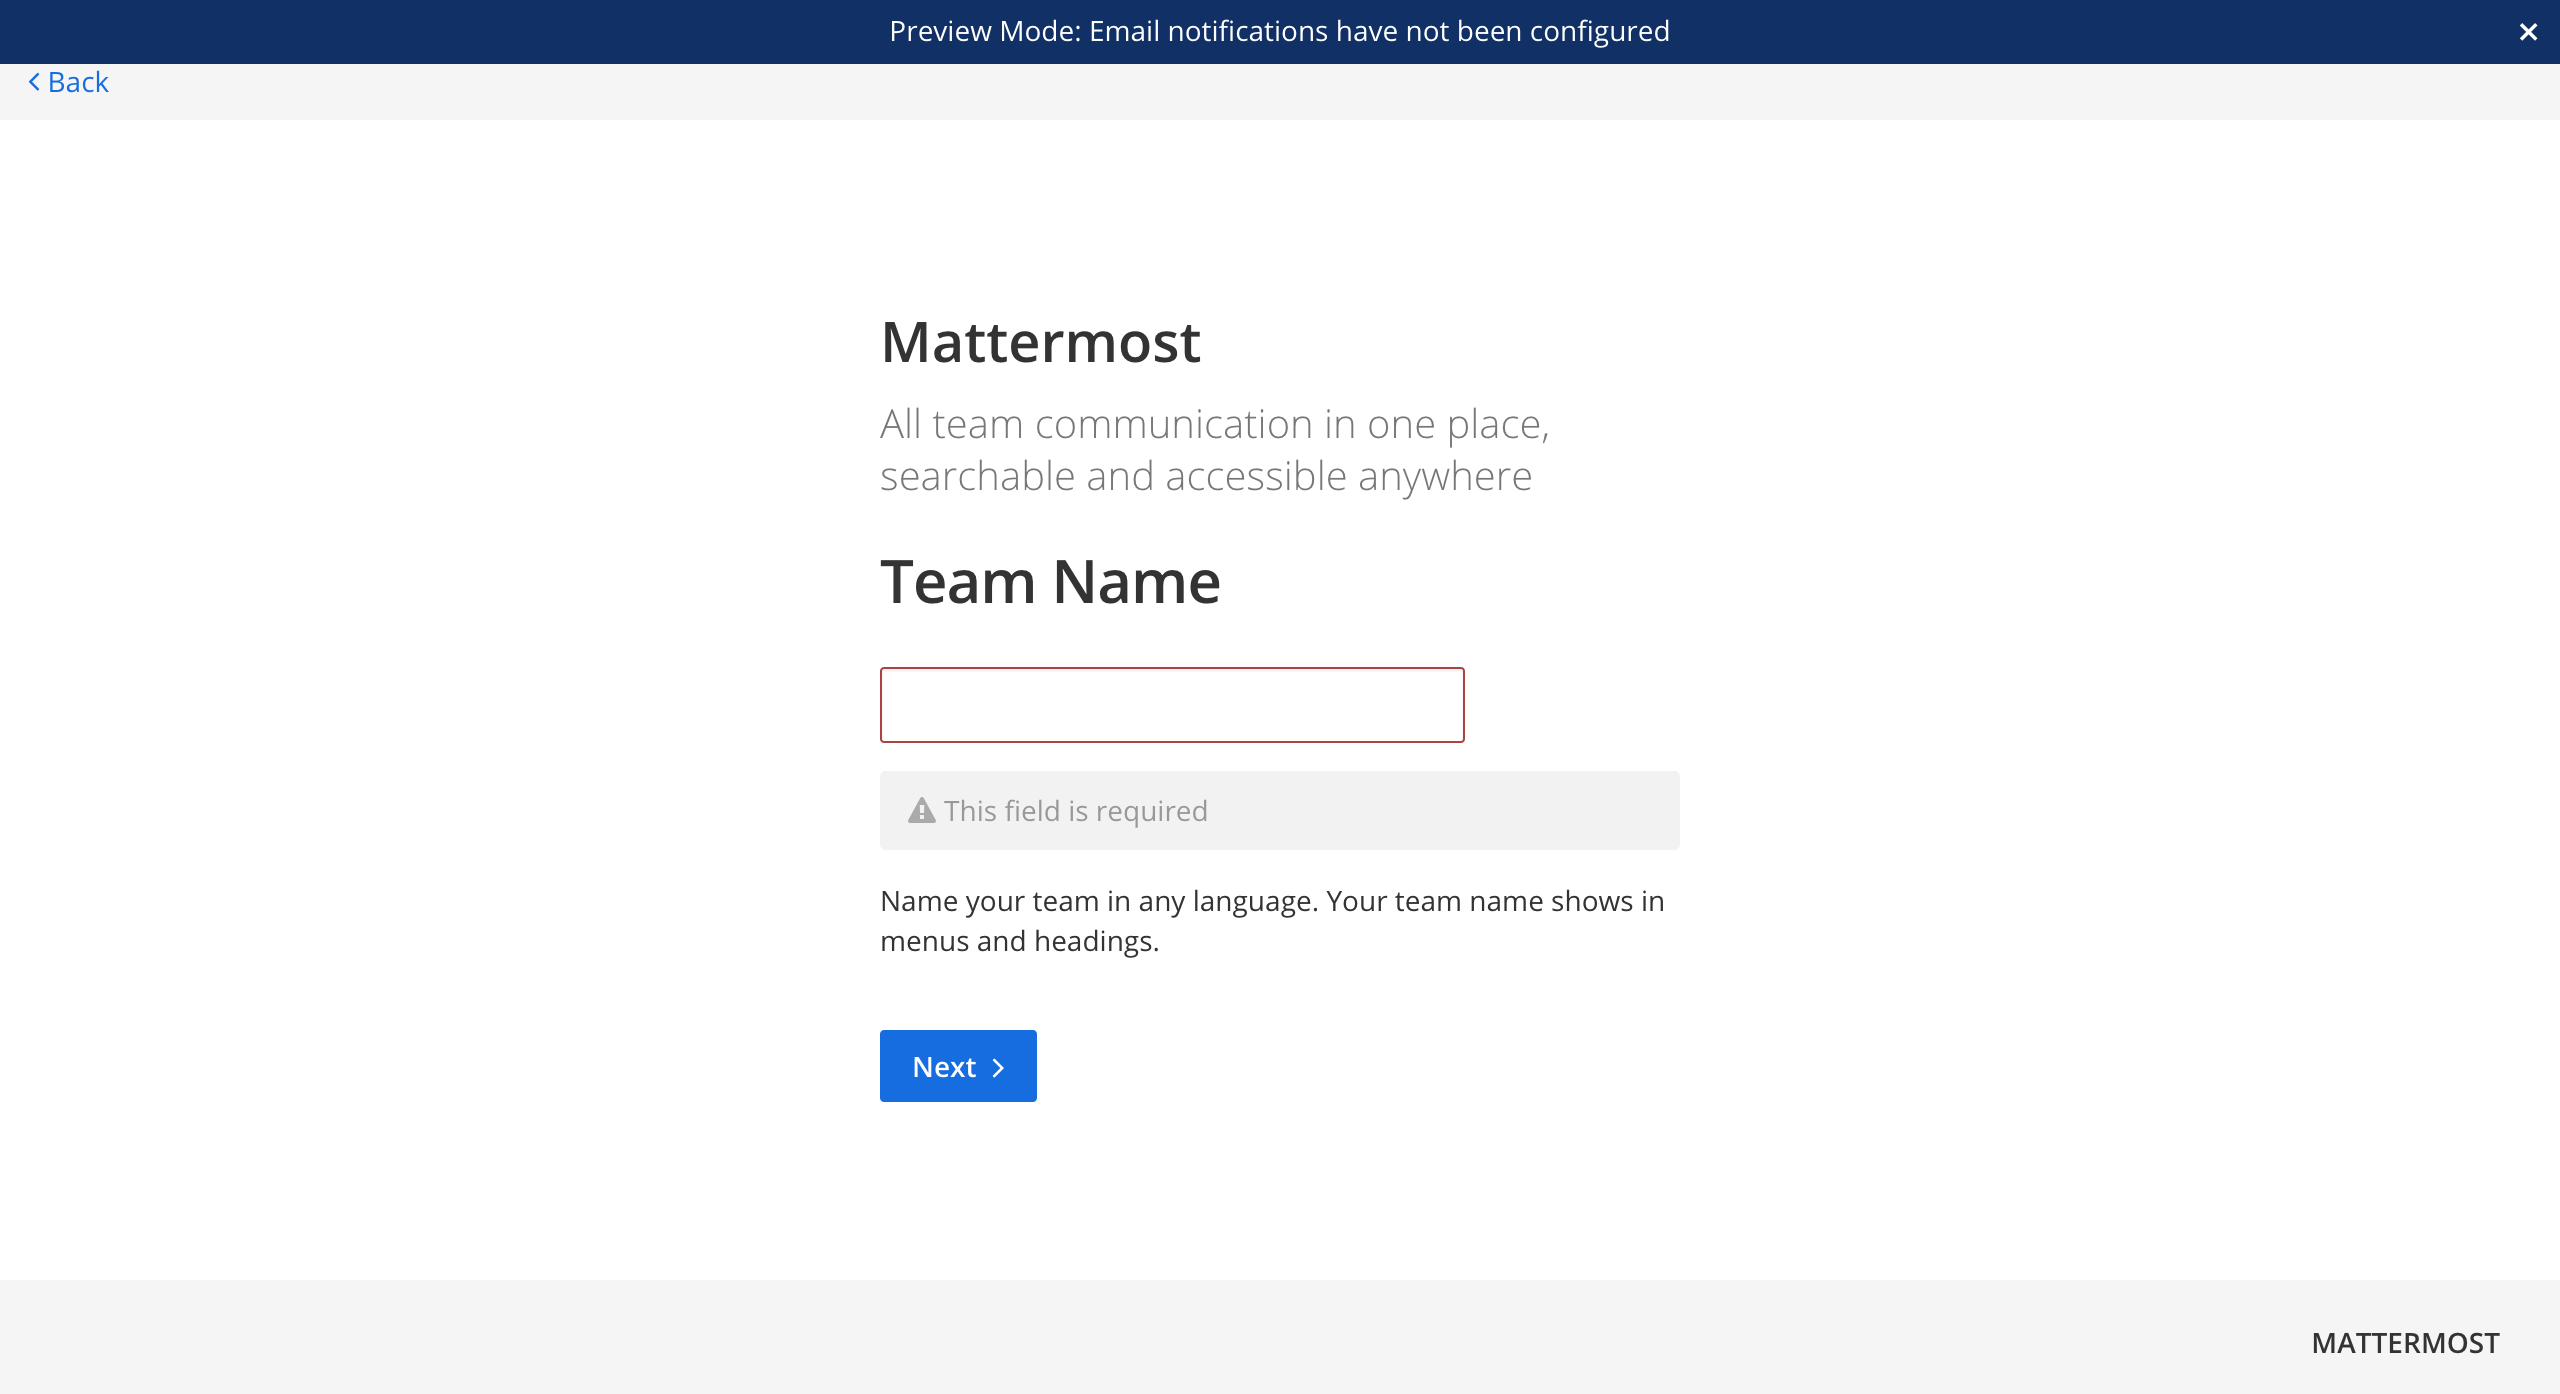 Preview Mode: Email notifications have not been configured
Back
Mattermost
All team communication in one place,
searchable and accessible anywhere
Team Name
This field is required
Name your team in any language. Your team name shows in
menus and headings.
Next
MATTERMOST